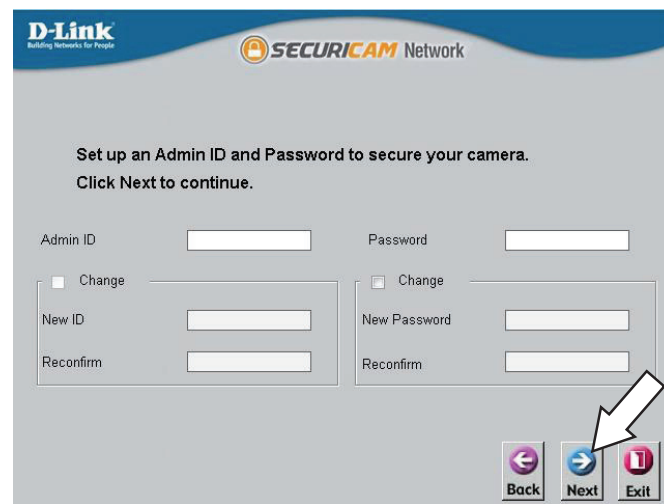 D-Link
Building Networks for People
SECURICAM Network
Set up an Admin ID and Password to secure your camera.
Click Next to continue.
Admin ID
Password
Change
Change
New ID
New Password
Reconfirm
Reconfirm
Back
Next
Exit